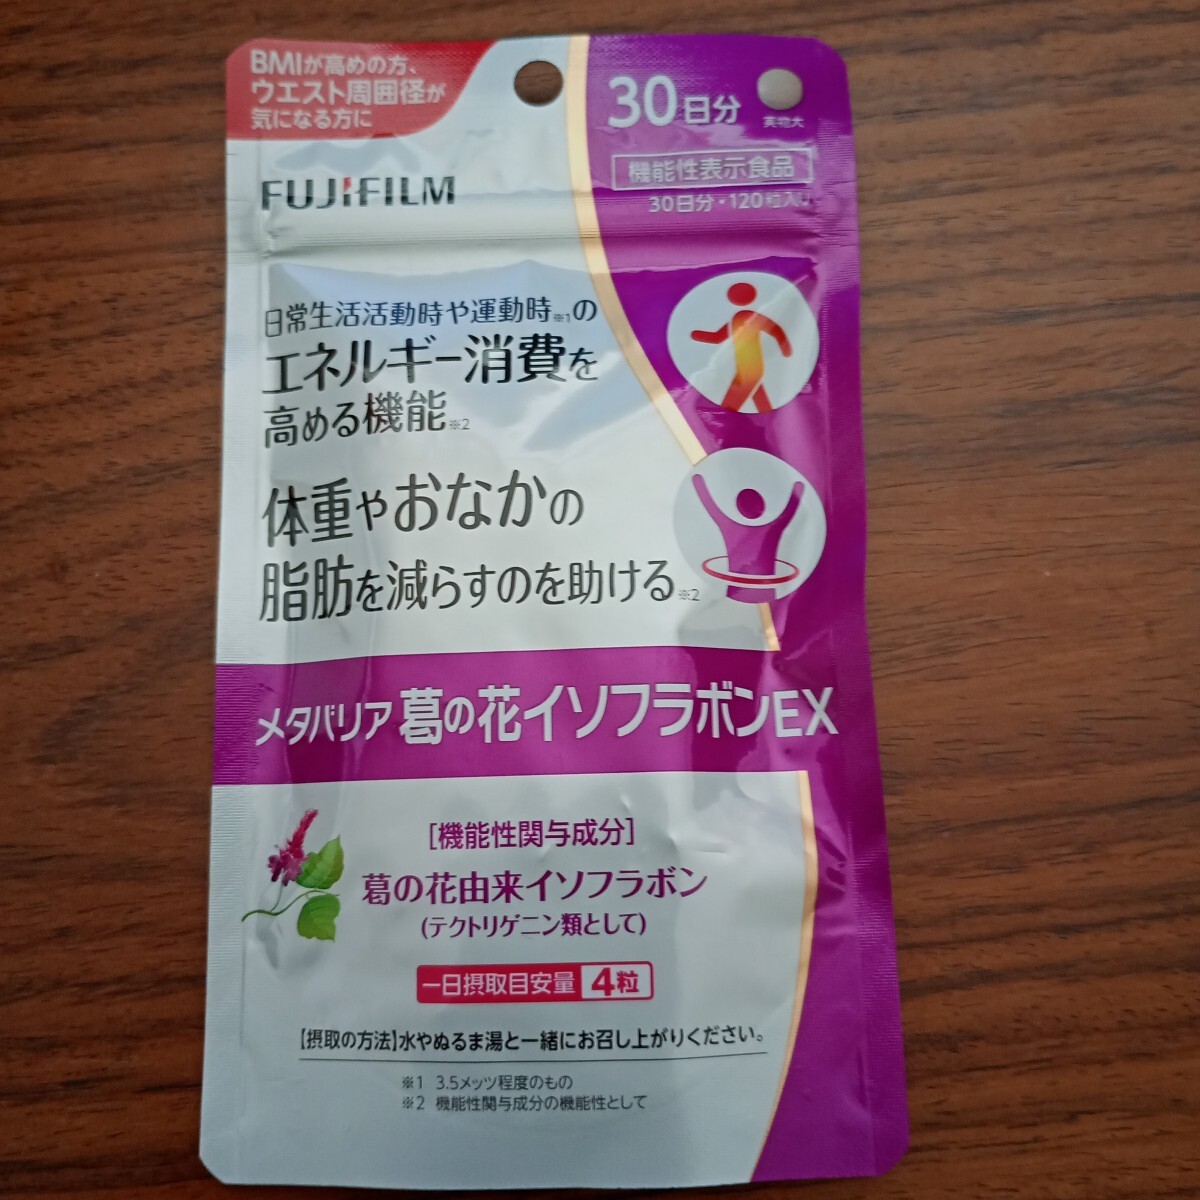 BMIが高めの方、
ウエスト周囲径が
気になる方に
30日分
実物大
機能性表示食品
30日分・120粒入り
FUJIFILM
日常生活活動時や運動時※1の
エネルギー消費を
高める機能※2
体重やおなかの
脂肪を減らすのを助ける※2
メタバリア 葛の花イソフラボンEX
[機能性関与成分]
葛の花由来イソフラボン
(テクトリゲニン類として)
一日摂取目安量 4粒
【摂取の方法】水やぬるま湯と一緒にお召し上がりください。
※1 3.5メッツ程度のもの
※2 機能性関与成分の機能性として